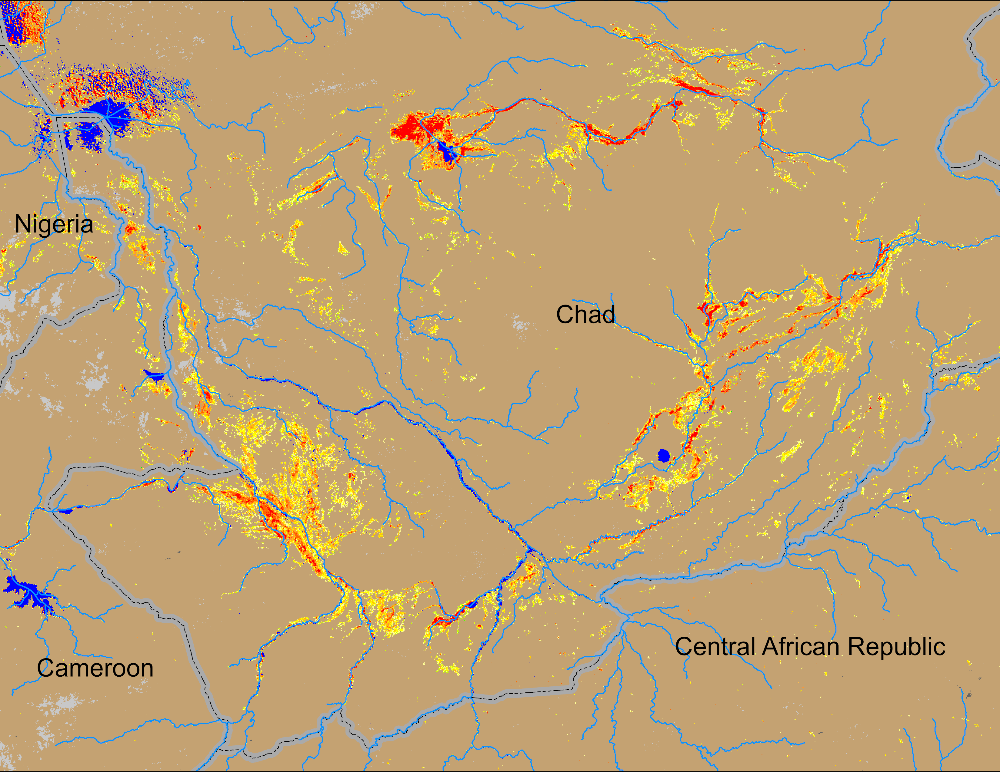 Nigeria
Chad
Central African Republic
Cameroon